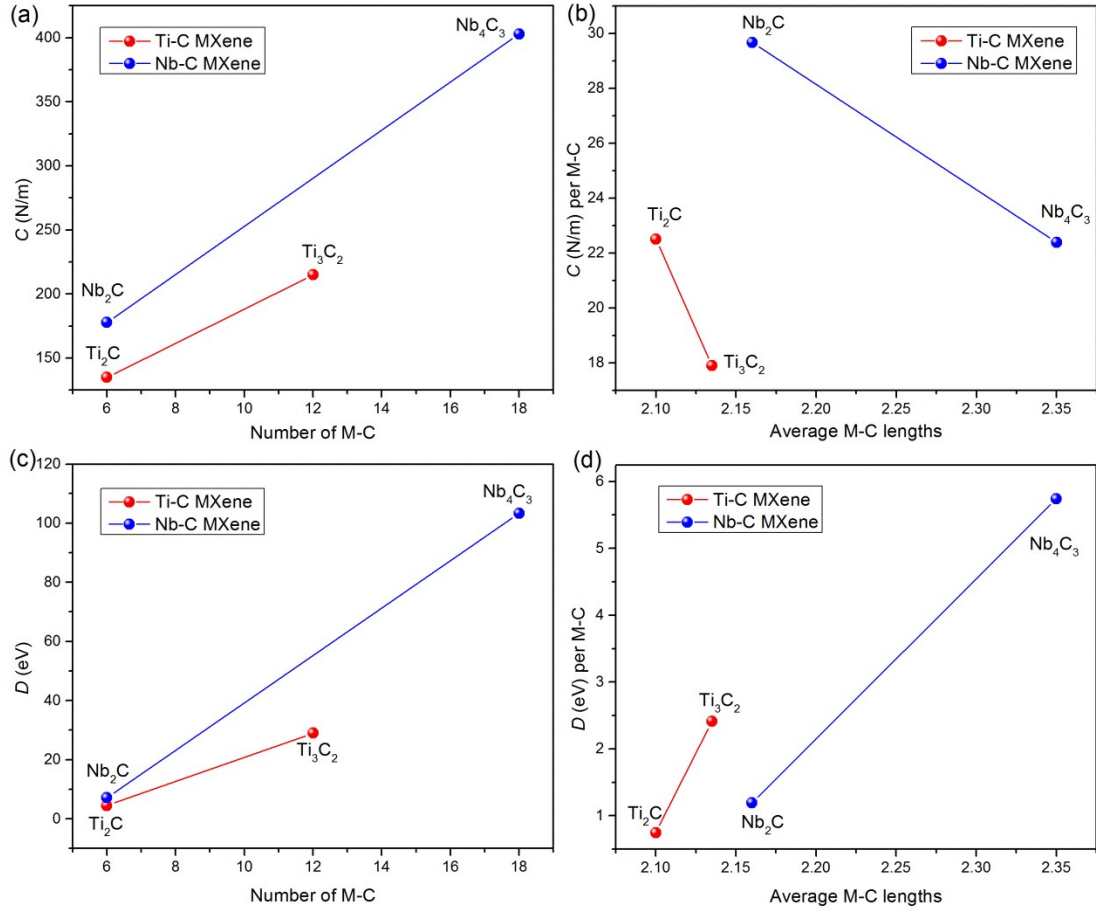 (a)
Ti-C MXene
Nb-C MXene
Nb₄C₃
Ti₃C₂
Nb₂C
Ti₂C
400
350
300
250
200
150
C (N/m)
6 8 10 12 14 16 18
Number of M-C
(b)
Nb₂C
Ti-C MXene
Nb-C MXene
Ti₂C
Nb₄C₃
Ti₃C₂
30
28
26
24
22
20
18
C (N/m) per M-C
2.10 2.15 2.20 2.25 2.30 2.35
Average M-C lengths
(c)
Ti-C MXene
Nb-C MXene
Nb₄C₃
Ti₃C₂
Nb₂C
Ti₂C
120
100
80
60
40
20
0
D (eV)
6 8 10 12 14 16 18
Number of M-C
(d)
Ti-C MXene
Nb-C MXene
Nb₄C₃
Ti₃C₂
Ti₂C
Nb₂C
6
5
4
3
2
1
D (eV) per M-C
2.10 2.15 2.20 2.25 2.30 2.35
Average M-C lengths